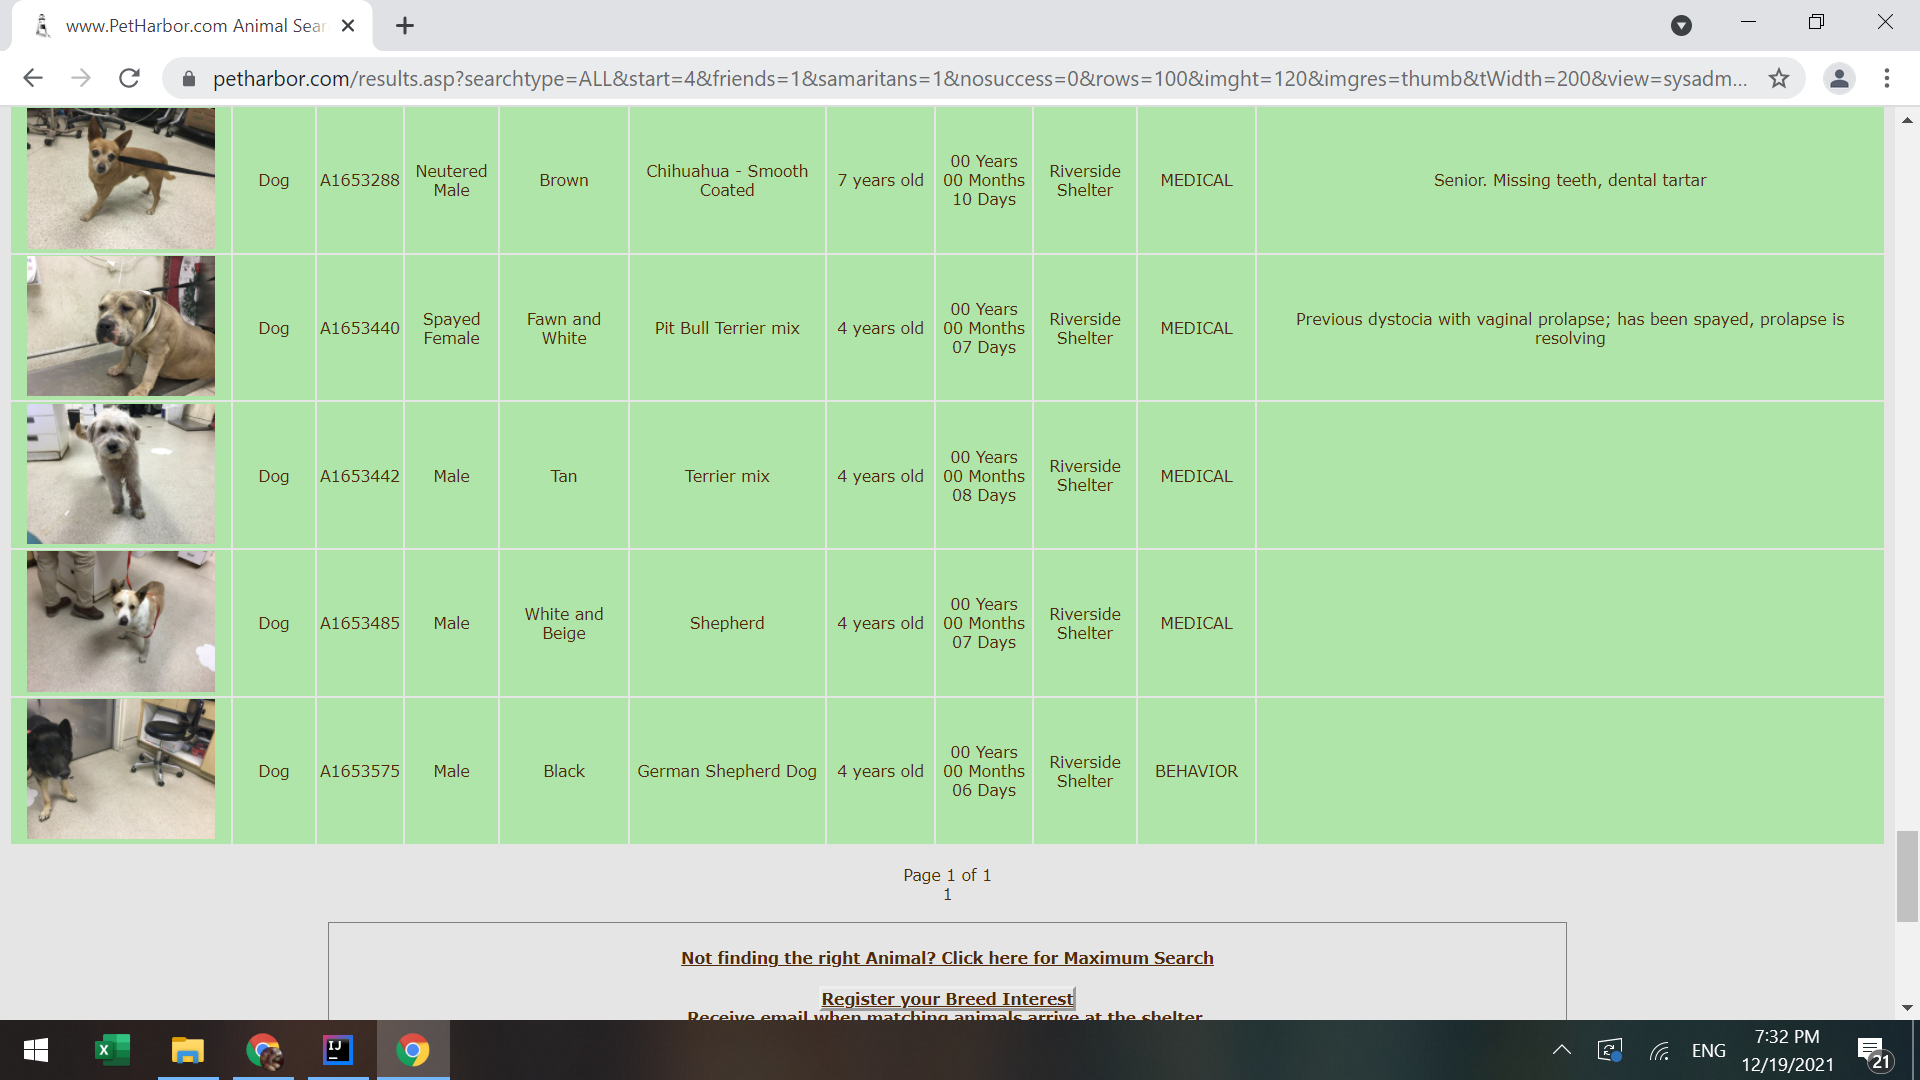 www.PetHarbor.com Animal Sear
petharbor.com/results.asp?searchtype=ALL&start=4&friends=1&samaritans=1&nosuccess=0&rows=100&imght=120&imgres=thumb&tWidth=200&view=sysadm...
Dog
A1653288
Neutered
Male
Brown
Chihuahua - Smooth
Coated
7 years old
00 Years
00 Months
10 Days
Riverside
Shelter
MEDICAL
Senior. Missing teeth, dental tartar
Dog
A1653440
Spayed
Female
Fawn and
White
Pit Bull Terrier mix
4 years old
00 Years
00 Months
07 Days
Riverside
Shelter
MEDICAL
Previous dystocia with vaginal prolapse; has been spayed, prolapse is
resolving
Dog
A1653442
Male
Tan
Terrier mix
4 years old
00 Years
00 Months
08 Days
Riverside
Shelter
MEDICAL
Dog
A1653485
Male
White and
Beige
Shepherd
4 years old
00 Years
00 Months
07 Days
Riverside
Shelter
MEDICAL
Dog
A1653575
Male
Black
German Shepherd Dog
4 years old
00 Years
00 Months
06 Days
Riverside
Shelter
BEHAVIOR
Page 1 of 1
1
Not finding the right Animal? Click here for Maximum Search
Register your Breed Interest
Receive email when matching animals arrive at the shelter
X
IJ
ENG
7:32 PM
12/19/2021
21